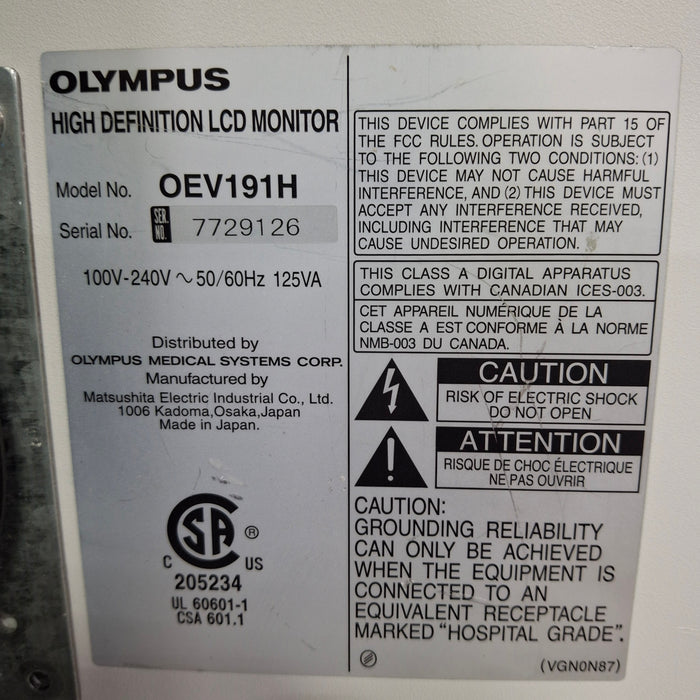 OLYMPUS
HIGH DEFINITION LCD MONITOR
Model No. OEV191H
Serial No. SER. NO. 7729126
100V-240V ~ 50/60Hz 125VA
Distributed by
OLYMPUS MEDICAL SYSTEMS CORP.
Manufactured by
Matsushita Electric Industrial Co., Ltd.
1006 Kadoma,Osaka,Japan
Made in Japan.
SA ®
C US
205234
UL 60601-1
CSA 601.1
THIS DEVICE COMPLIES WITH PART 15 OF
THE FCC RULES. OPERATION IS SUBJECT
TO THE FOLLOWING TWO CONDITIONS: (1)
THIS DEVICE MAY NOT CAUSE HARMFUL
INTERFERENCE, AND (2) THIS DEVICE MUST
ACCEPT ANY INTERFERENCE RECEIVED,
INCLUDING INTERFERENCE THAT MAY
CAUSE UNDESIRED OPERATION.
THIS CLASS A DIGITAL APPARATUS
COMPLIES WITH CANADIAN ICES-003.
CET APPAREIL NUMÉRIQUE DE LA
CLASSE A EST CONFORME À LA NORME
NMB-003 DU CANADA.
CAUTION
RISK OF ELECTRIC SHOCK
DO NOT OPEN
ATTENTION
RISQUE DE CHOC ÉLECTRIQUE
NE PAS OUVRIR
CAUTION:
GROUNDING RELIABILITY
CAN ONLY BE ACHIEVED
WHEN THE EQUIPMENT IS
CONNECTED TO AN
EQUIVALENT RECEPTACLE
MARKED “HOSPITAL GRADE”.
(VGN0N87)